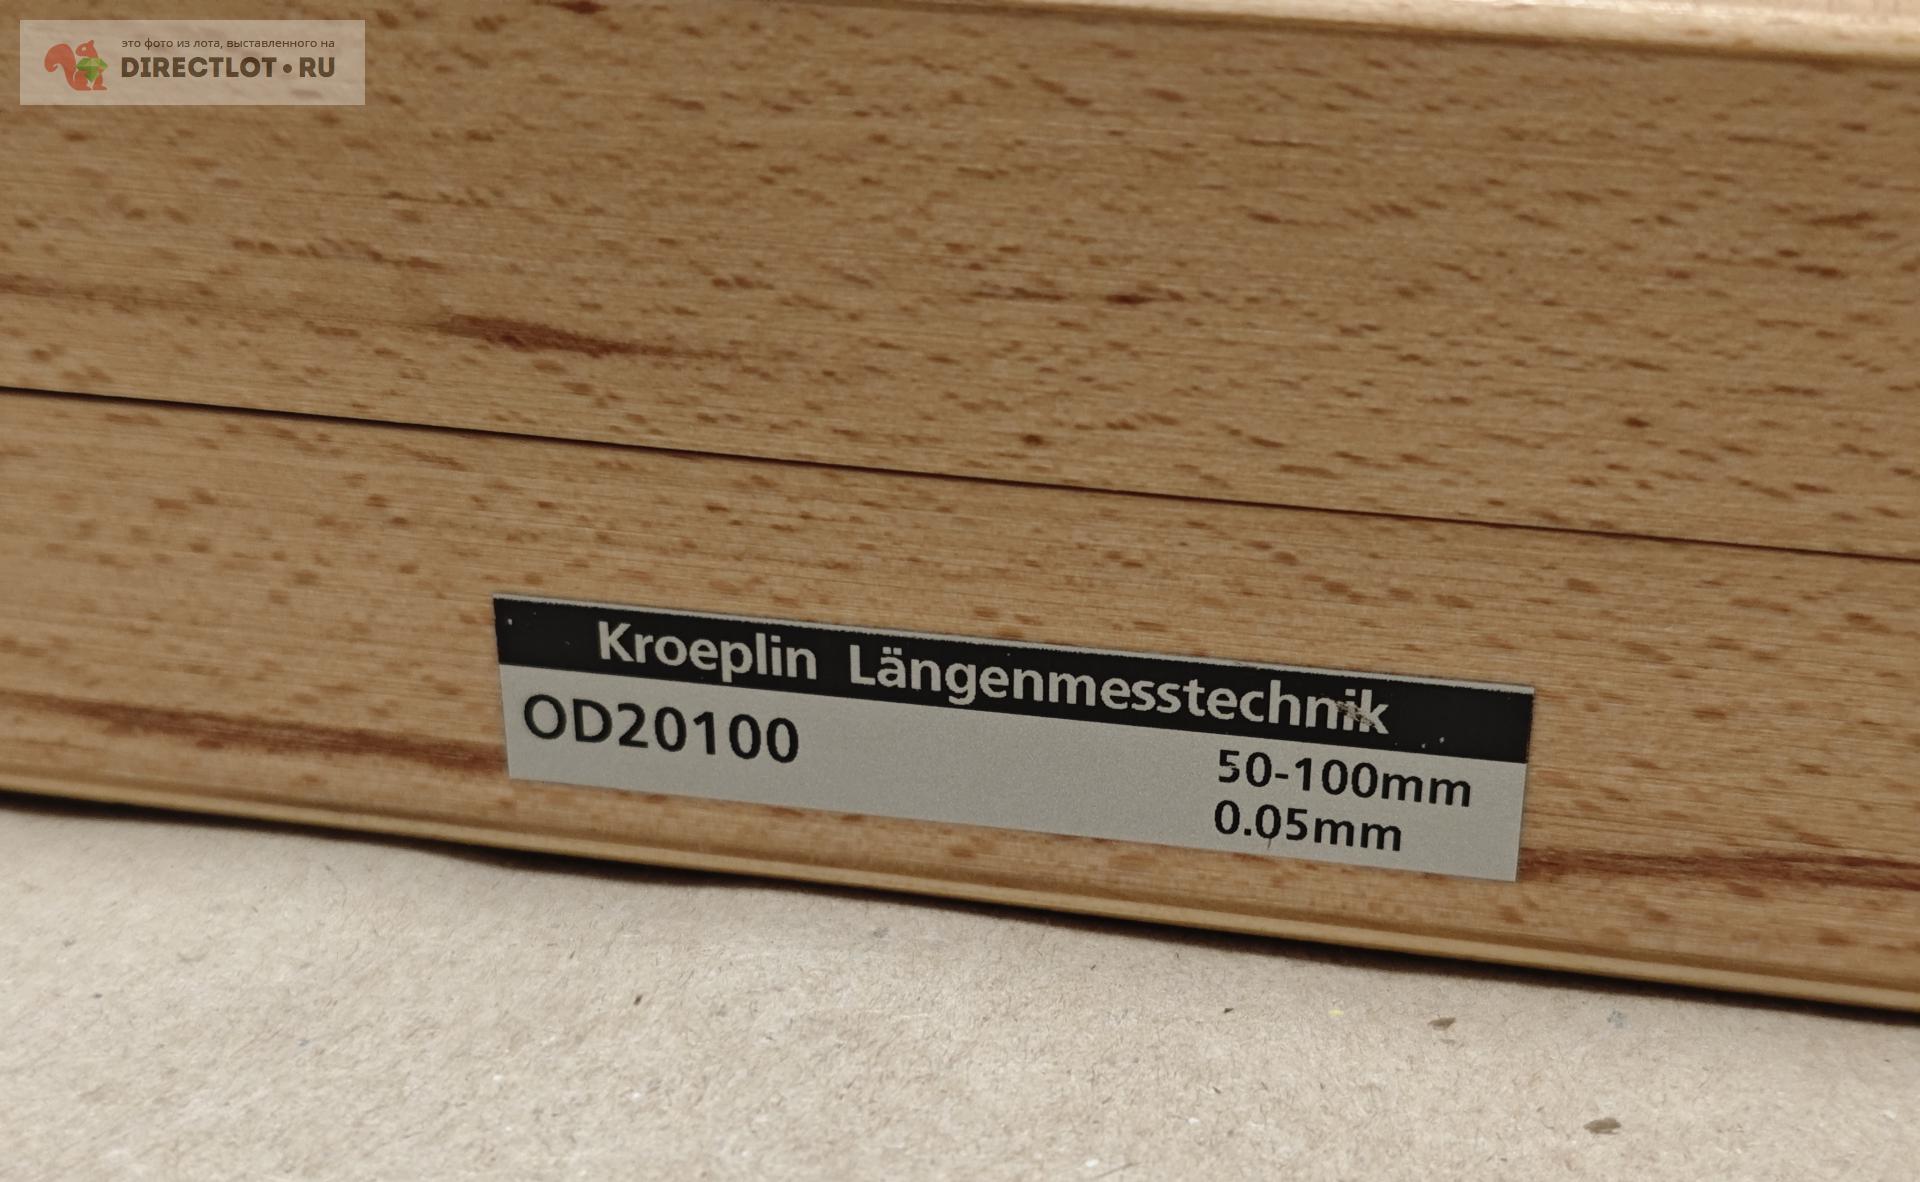 это фото из лота, выставленного на
DIRECTLOT•RU
Kroeplin Längenmesstechnik
OD20100
50-100mm
0.05mm